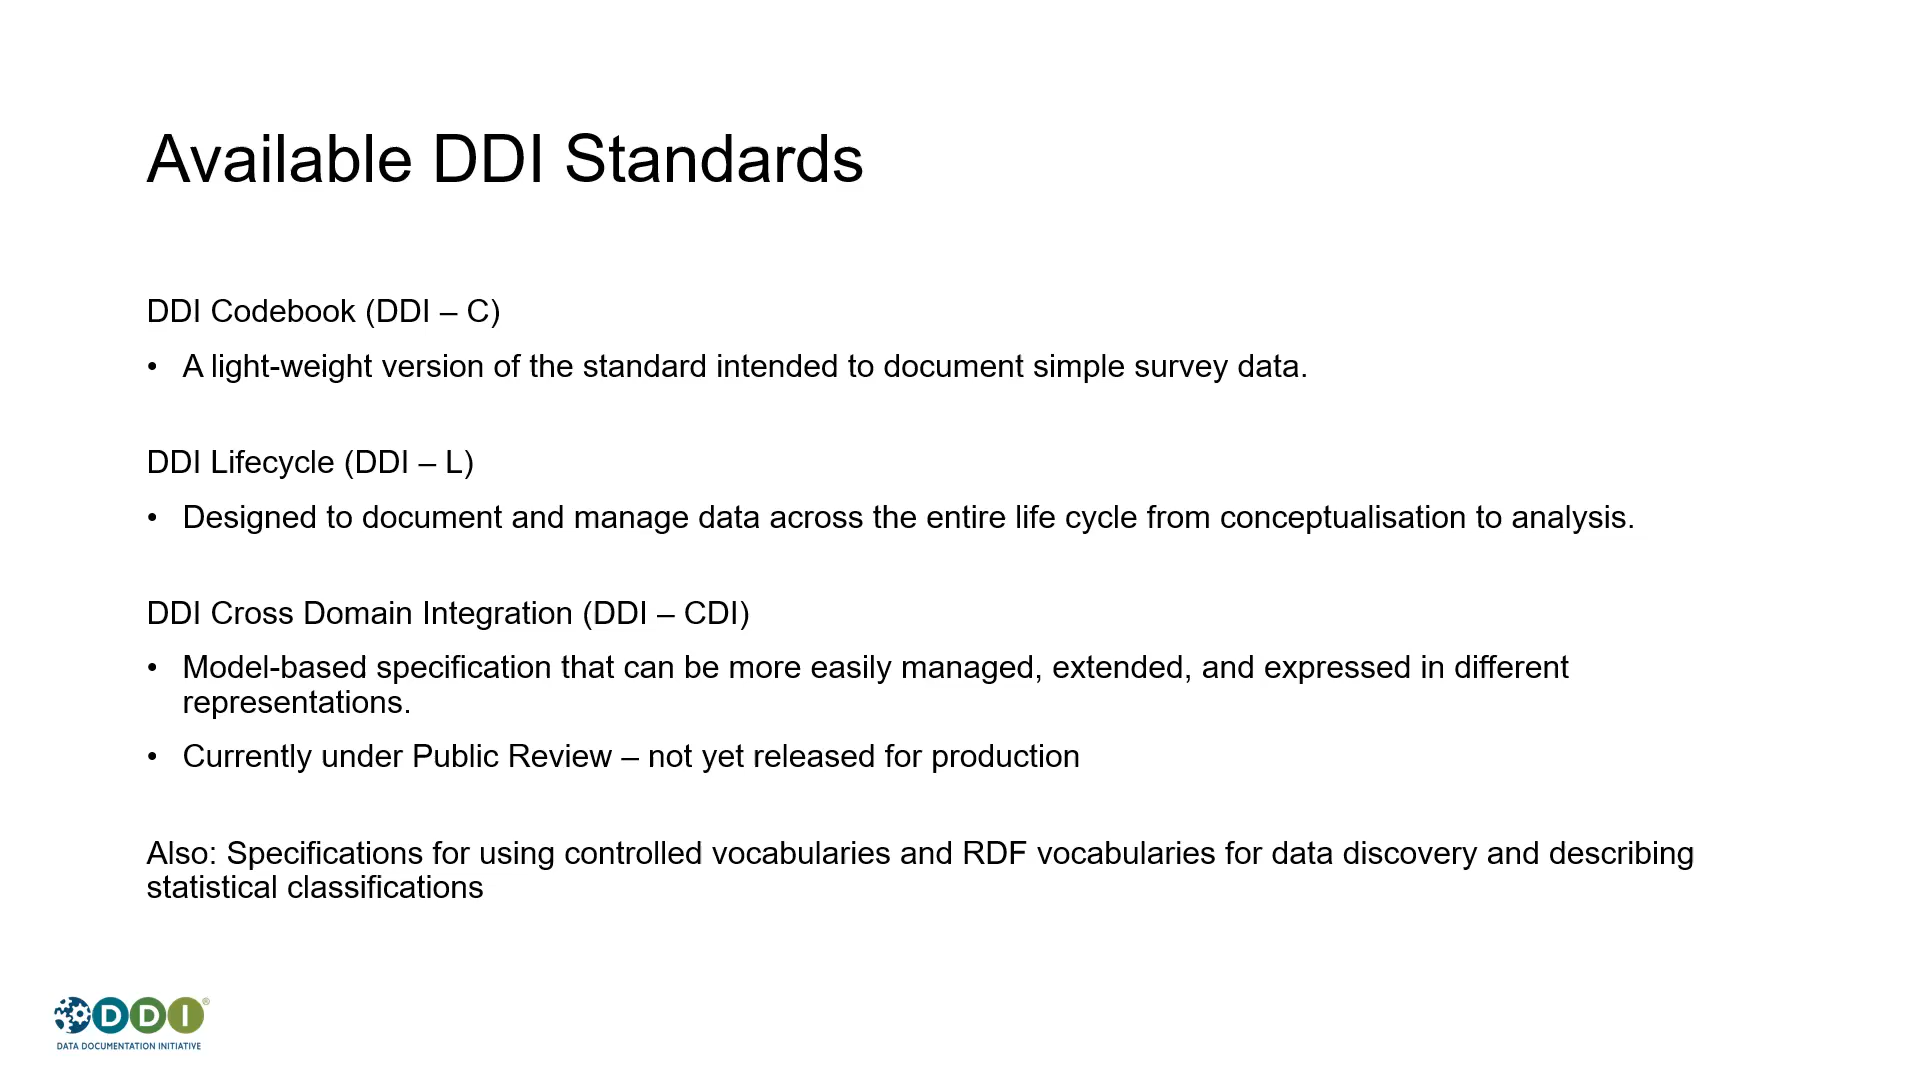 Available DDI Standards
DDI Codebook (DDI – C)
• A light-weight version of the standard intended to document simple survey data.
DDI Lifecycle (DDI – L)
• Designed to document and manage data across the entire life cycle from conceptualisation to analysis.
DDI Cross Domain Integration (DDI – CDI)
• Model-based specification that can be more easily managed, extended, and expressed in different
representations.
• Currently under Public Review – not yet released for production
Also: Specifications for using controlled vocabularies and RDF vocabularies for data discovery and describing
statistical classifications
DDI®
DATA DOCUMENTATION INITIATIVE